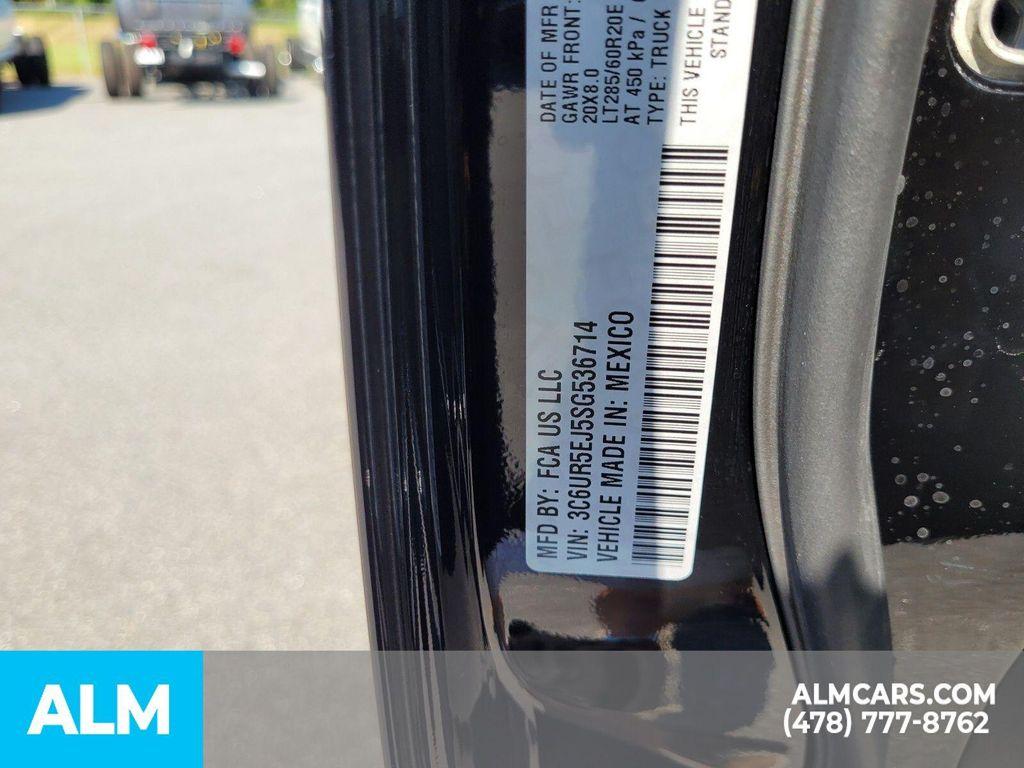 MFD BY: FCA US LLC
VIN: 3C6UR5EJ5SG536714
VEHICLE MADE IN: MEXICO
DATE OF MFR
GAWR FRONT:
20X8.0
LT285/60R20E
AT 450 kPa /
TYPE: TRUCK
THIS VEHICLE
STAND
ALM
ALMCARS.COM
(478) 777-8762